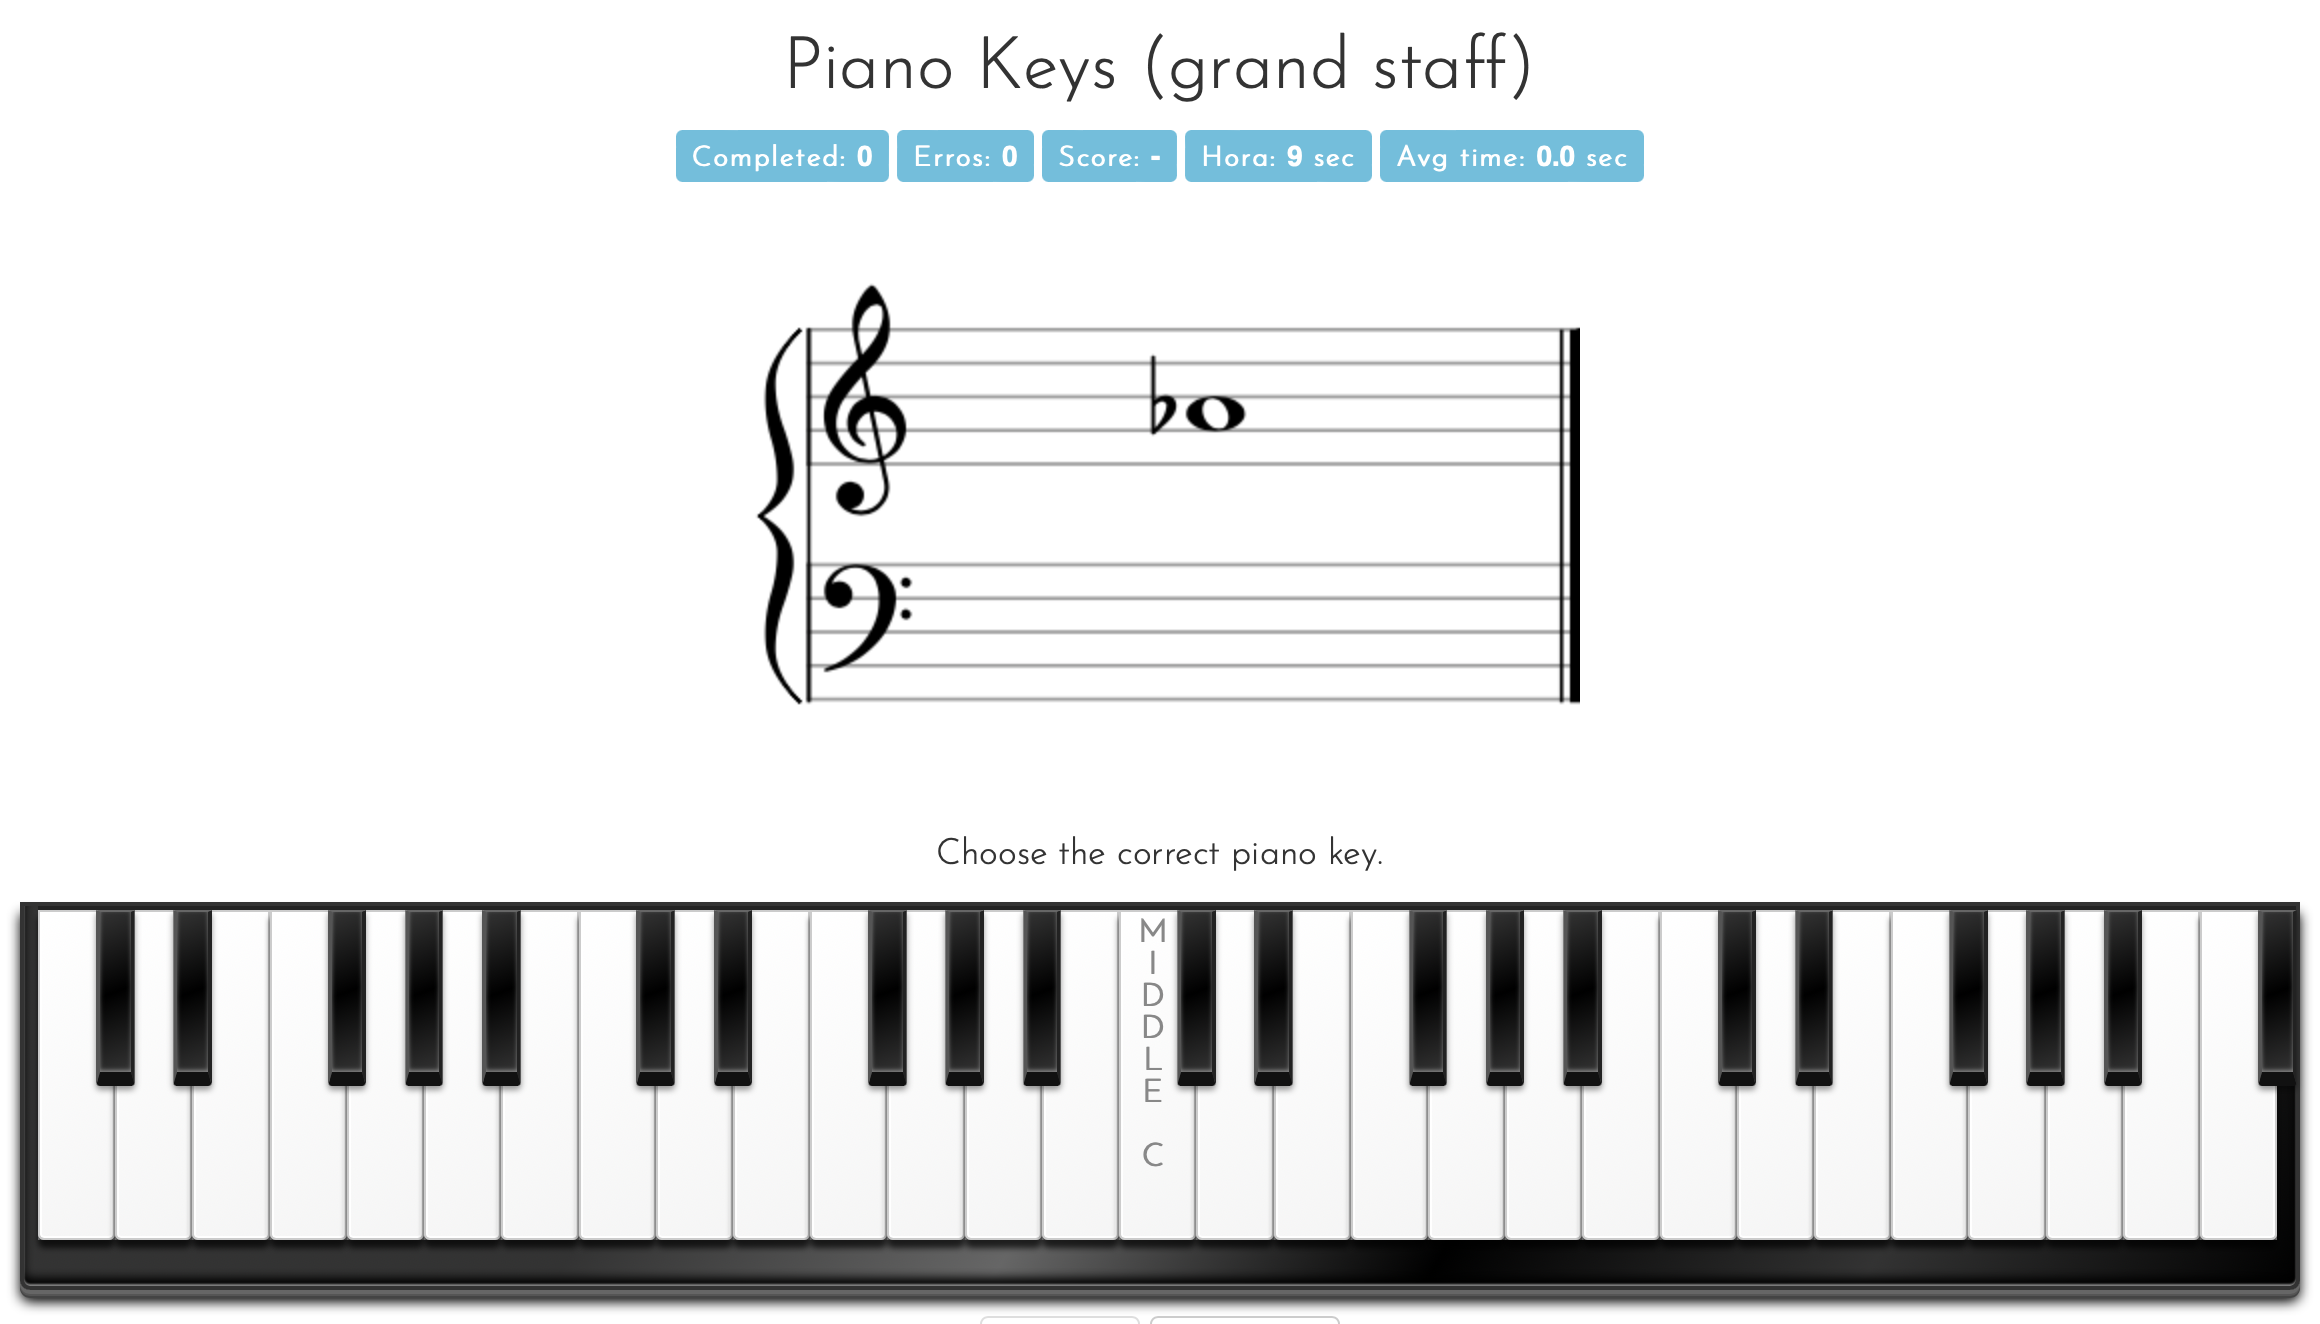 Piano Keys (grand staff)
Completed: 0 Erros: 0 Score: - Hora: 9 sec Avg time: 0.0 sec
Choose the correct piano key.
MIDDLE C